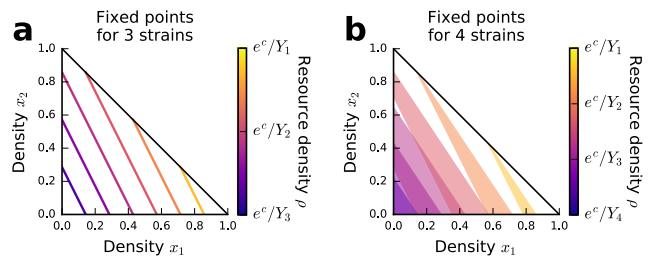 a
Fixed points
for 3 strains
1.0
0.8
0.6
0.4
0.2
0.0
0.0 0.2 0.4 0.6 0.8 1.0
Density x₂
Density x₁
e^c/Y₁
e^c/Y₂
e^c/Y₃
Resource density ρ
b
Fixed points
for 4 strains
1.0
0.8
0.6
0.4
0.2
0.0
0.0 0.2 0.4 0.6 0.8 1.0
Density x₂
Density x₁
e^c/Y₁
e^c/Y₂
e^c/Y₃
e^c/Y₄
Resource density ρ